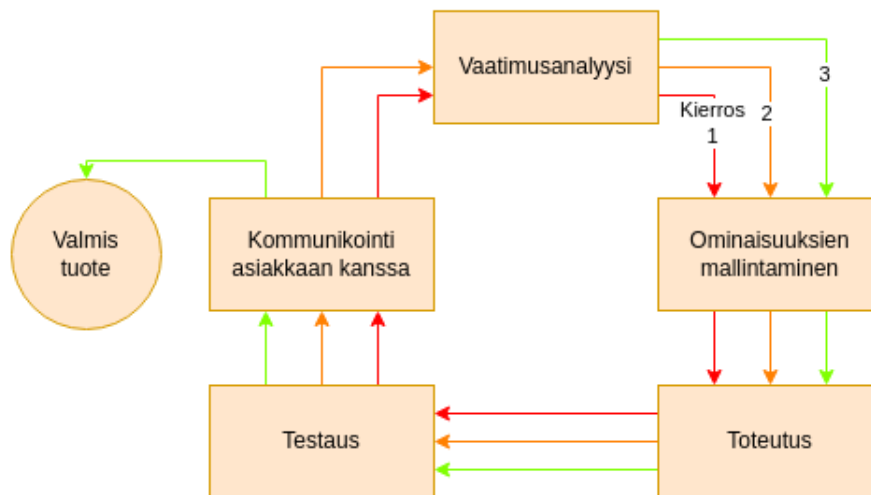 Vaatimusanalyysi
3
Kierros
1
2
Valmis
tuote
Kommunikointi
asiakkaan kanssa
Ominaisuuksien
mallintaminen
Testaus
Toteutus